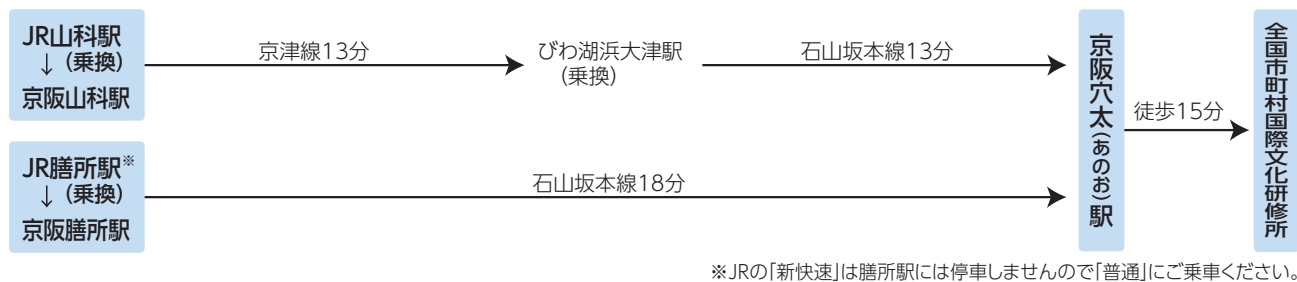 JR山科駅
↓（乗換）
京阪山科駅
京津線13分
びわ湖浜大津駅
（乗換）
石山坂本線13分
JR膳所駅※
↓（乗換）
京阪膳所駅
石山坂本線18分
京阪穴太（あのお）駅
徒歩15分
全国市町村国際文化研修所
※JRの「新快速」は膳所駅には停車しませんので「普通」にご乗車ください。